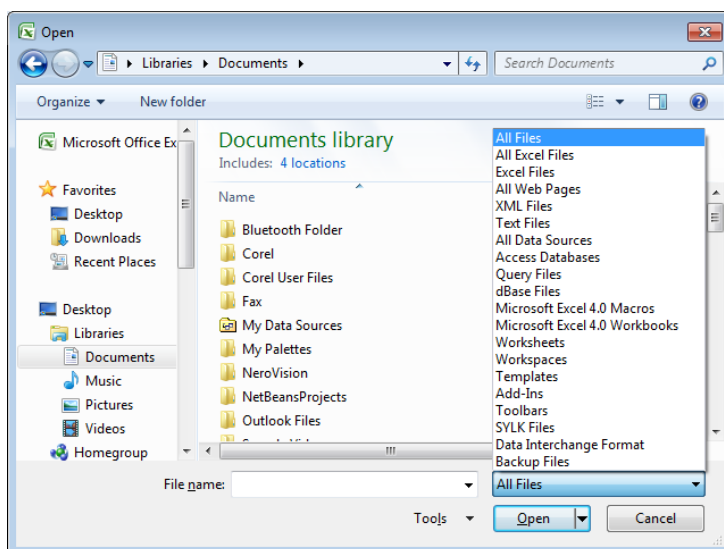 Open
Libraries Documents
Search Documents
Organize
New folder
Microsoft Office Ex
Favorites
Desktop
Downloads
Recent Places
Desktop
Libraries
Documents
Music
Pictures
Videos
Homegroup
Documents library
Includes: 4 locations
Name
Bluetooth Folder
Corel
Corel User Files
Fax
My Data Sources
My Palettes
NeroVision
NetBeansProjects
Outlook Files
All Files
All Excel Files
Excel Files
All Web Pages
XML Files
Text Files
All Data Sources
Access Databases
Query Files
dBase Files
Microsoft Excel 4.0 Macros
Microsoft Excel 4.0 Workbooks
Worksheets
Workspaces
Templates
Add-Ins
Toolbars
SYLK Files
Data Interchange Format
Backup Files
File name:
All Files
Tools
Open
Cancel